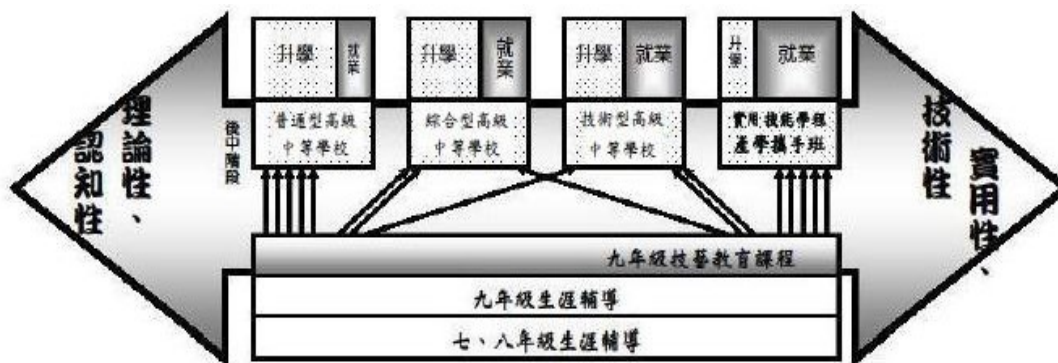 升學
就業
升學
就業
升學
就業
升學
就業
理論性、
認知性
後中階段
普通型高級
中等學校
綜合型高級
中等學校
技術型高級
中等學校
實用技能學程
產學攜手班
技術性
實用性、
九年級技藝教育課程
九年級生涯輔導
七、八年級生涯輔導